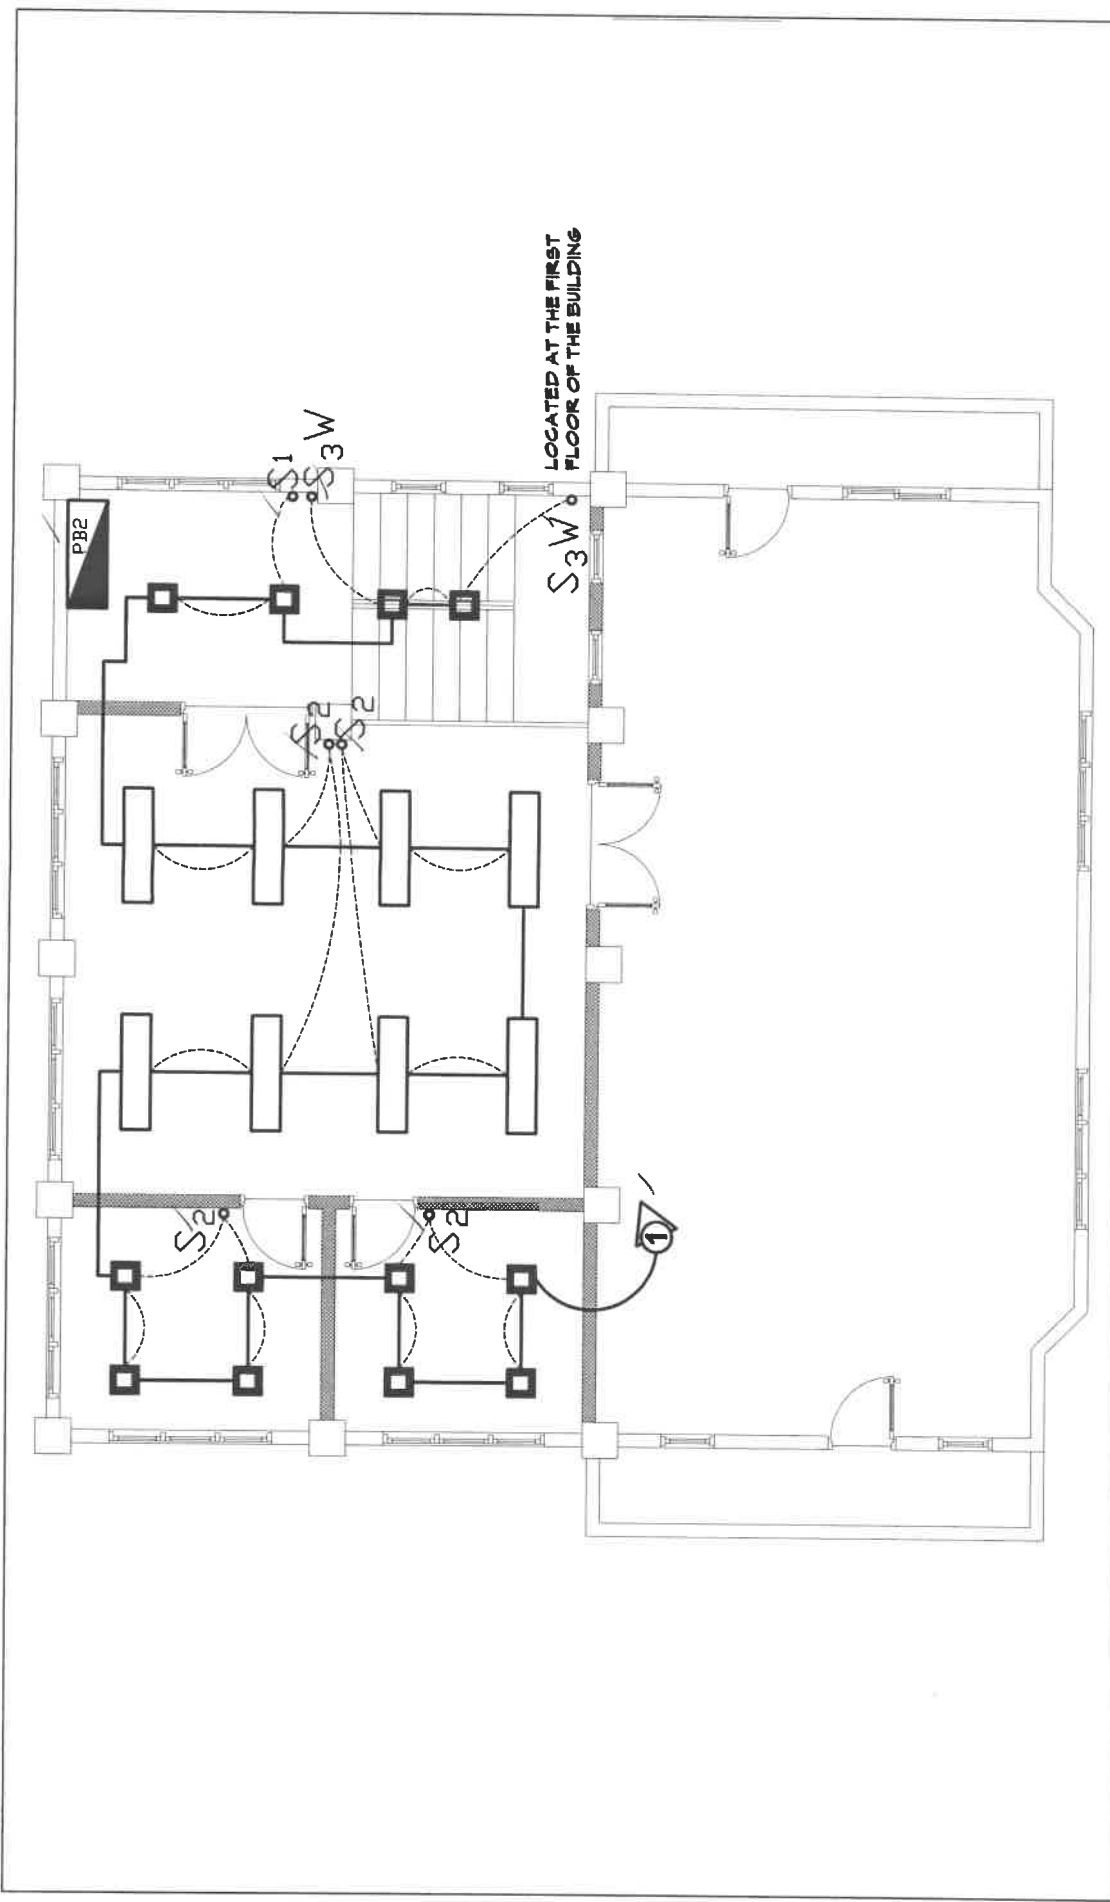 PB2
S1
S3W
LOCATED AT THE FIRST
FLOOR OF THE BUILDING
S3W
S2
S2
S2
S2
1